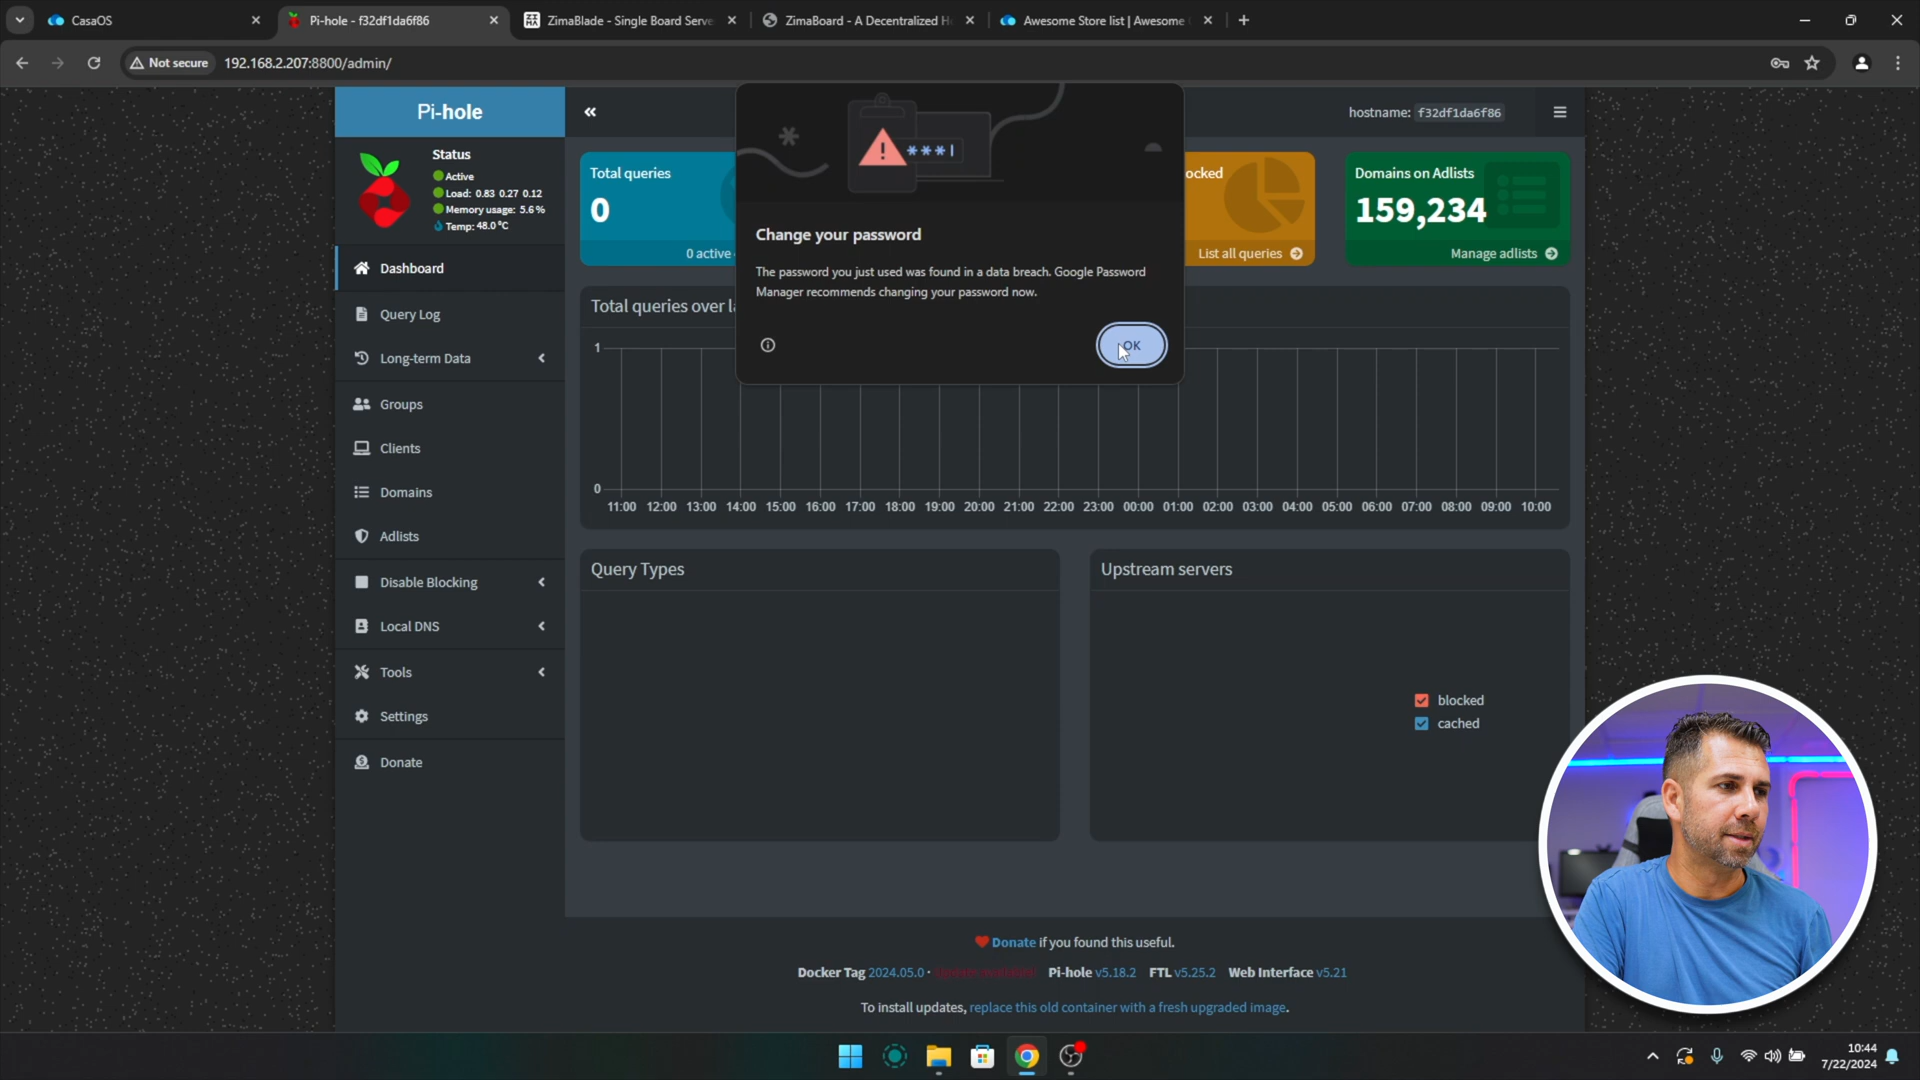 CasaOS
Pi-hole - f32df1da6f86
ZimaBlade - Single Board Serve
ZimaBoard - A Decentralized H
Awesome Store list | Awesome
Not secure
192.168.2.207:8800/admin/
Pi-hole
hostname: f32df1da6f86
Status
Active
Load: 0.83 0.27 0.12
Memory usage: 5.6 %
Temp: 48.0 °C
Dashboard
Query Log
Long-term Data
Groups
Clients
Domains
Adlists
Disable Blocking
Local DNS
Tools
Settings
Donate
Total queries
0
0 active
ocked
List all queries
Domains on Adlists
159,234
Manage adlists
***
Change your password
The password you just used was found in a data breach. Google Password
Manager recommends changing your password now.
OK
Total queries over la
1
0
11:00 12:00 13:00 14:00 15:00 16:00 17:00 18:00 19:00 20:00 21:00 22:00 23:00 00:00 01:00 02:00 03:00 04:00 05:00 06:00 07:00 08:00 09:00 10:00
Query Types
Upstream servers
blocked
cached
Donate if you found this useful.
Docker Tag 2024.05.0 · Pi-hole v5.18.2 FTL v5.25.2 Web Interface v5.21
To install updates, replace this old container with a fresh upgraded image.
10:44
7/22/2024